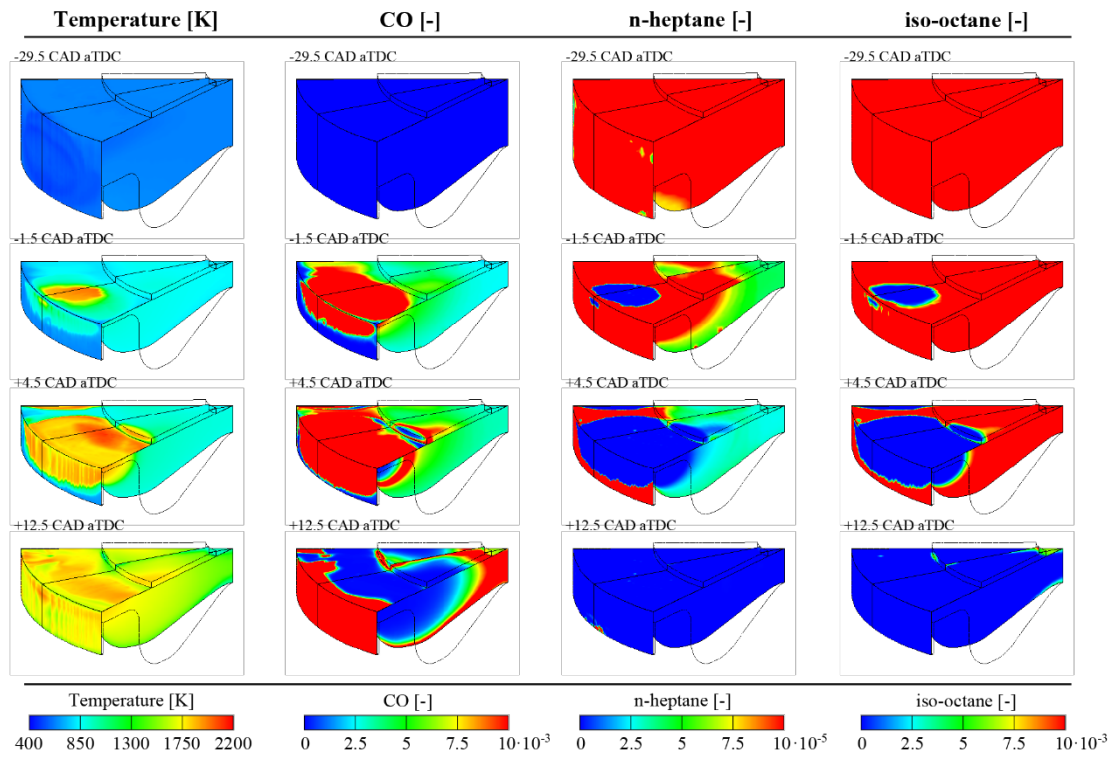 Temperature [K] CO [-] n-heptane [-] iso-octane [-]
-29.5 CAD aTDC -29.5 CAD aTDC -29.5 CAD aTDC -29.5 CAD aTDC
-1.5 CAD aTDC -1.5 CAD aTDC -1.5 CAD aTDC -1.5 CAD aTDC
+4.5 CAD aTDC +4.5 CAD aTDC +4.5 CAD aTDC +4.5 CAD aTDC
+12.5 CAD aTDC +12.5 CAD aTDC +12.5 CAD aTDC +12.5 CAD aTDC
Temperature [K] CO [-] n-heptane [-] iso-octane [-]
400 850 1300 1750 2200 0 2.5 5 7.5 10·10⁻³ 0 2.5 5 7.5 10·10⁻⁵ 0 2.5 5 7.5 10·10⁻³